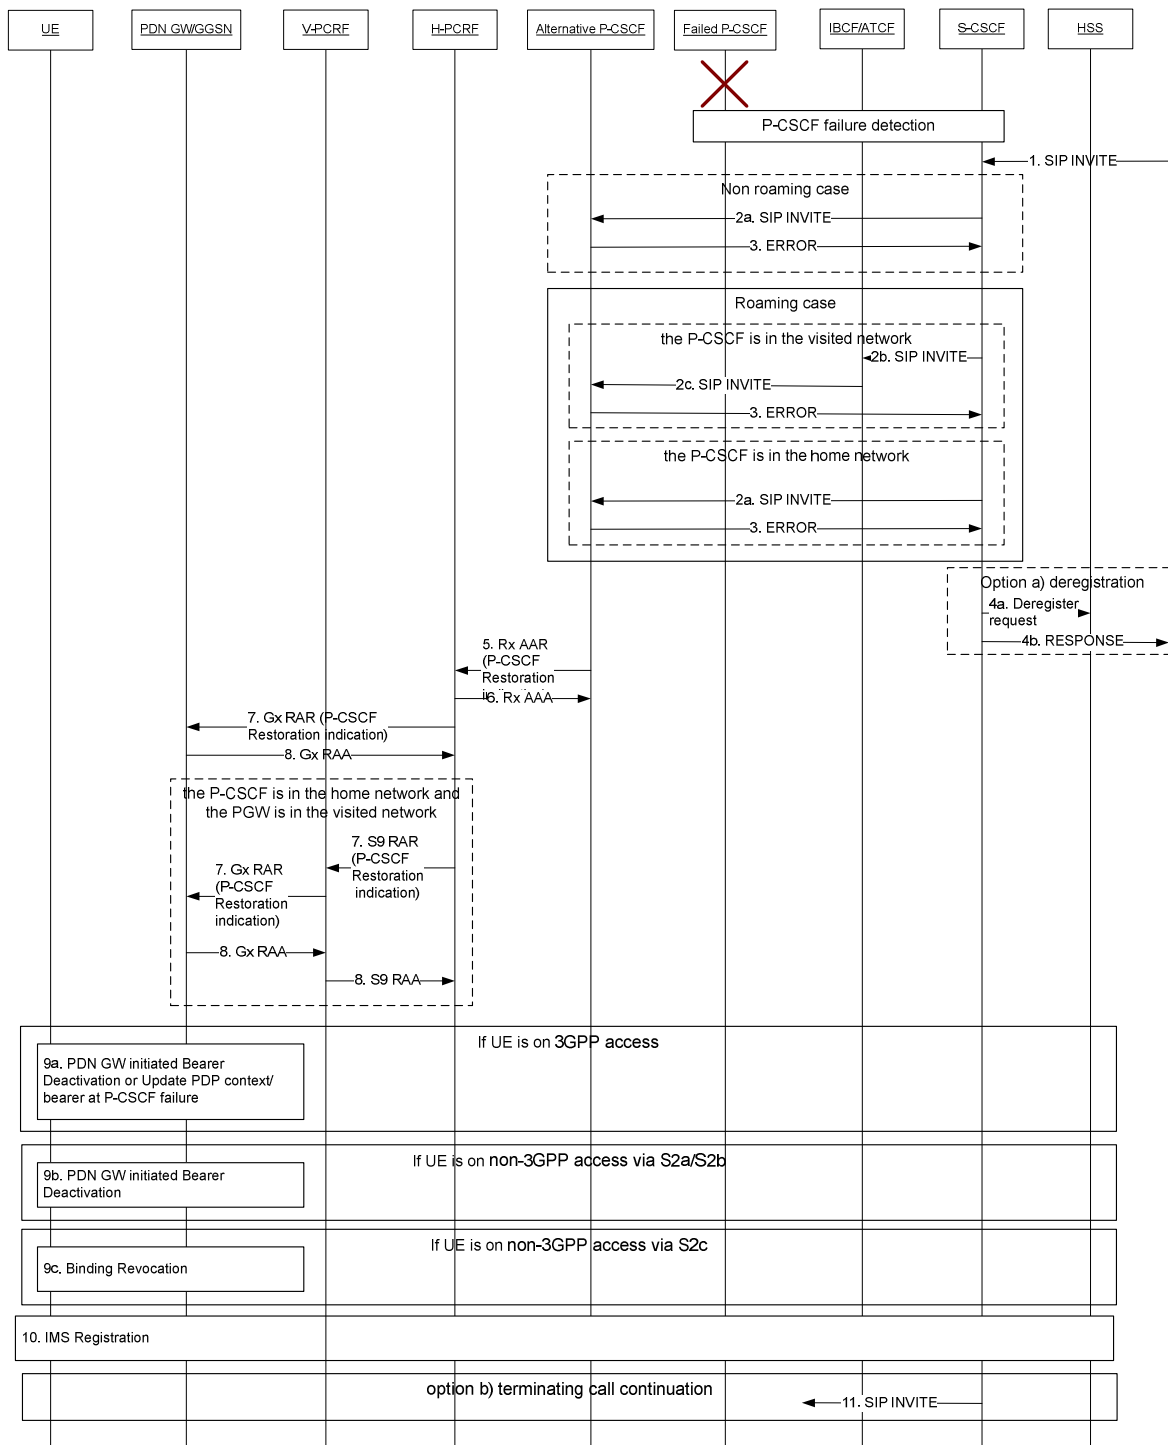 UE
PDN GW/GGSN
V-PCRF
H-PCRF
Alternative P-CSCF
Failed P-CSCF
IBCF/ATCF
S-CSCF
HSS
P-CSCF failure detection
1. SIP INVITE
Non roaming case
2a. SIP INVITE
3. ERROR
Roaming case
the P-CSCF is in the visited network
2b. SIP INVITE
2c. SIP INVITE
3. ERROR
the P-CSCF is in the home network
2a. SIP INVITE
3. ERROR
Option a) deregistration
4a. Deregister
request
4b. RESPONSE
5. Rx AAR
(P-CSCF
Restoration
6. Rx AAA
7. Gx RAR (P-CSCF
Restoration indication)
8. Gx RAA
the P-CSCF is in the home network and
the PGW is in the visited network
7. S9 RAR
(P-CSCF
Restoration
indication)
7. Gx RAR
(P-CSCF
Restoration
indication)
8. Gx RAA
8. S9 RAA
If UE is on 3GPP access
9a. PDN GW initiated Bearer
Deactivation or Update PDP context/
bearer at P-CSCF failure
If UE is on non-3GPP access via S2a/S2b
9b. PDN GW initiated Bearer
Deactivation
If UE is on non-3GPP access via S2c
9c. Binding Revocation
10. IMS Registration
option b) terminating call continuation
11. SIP INVITE